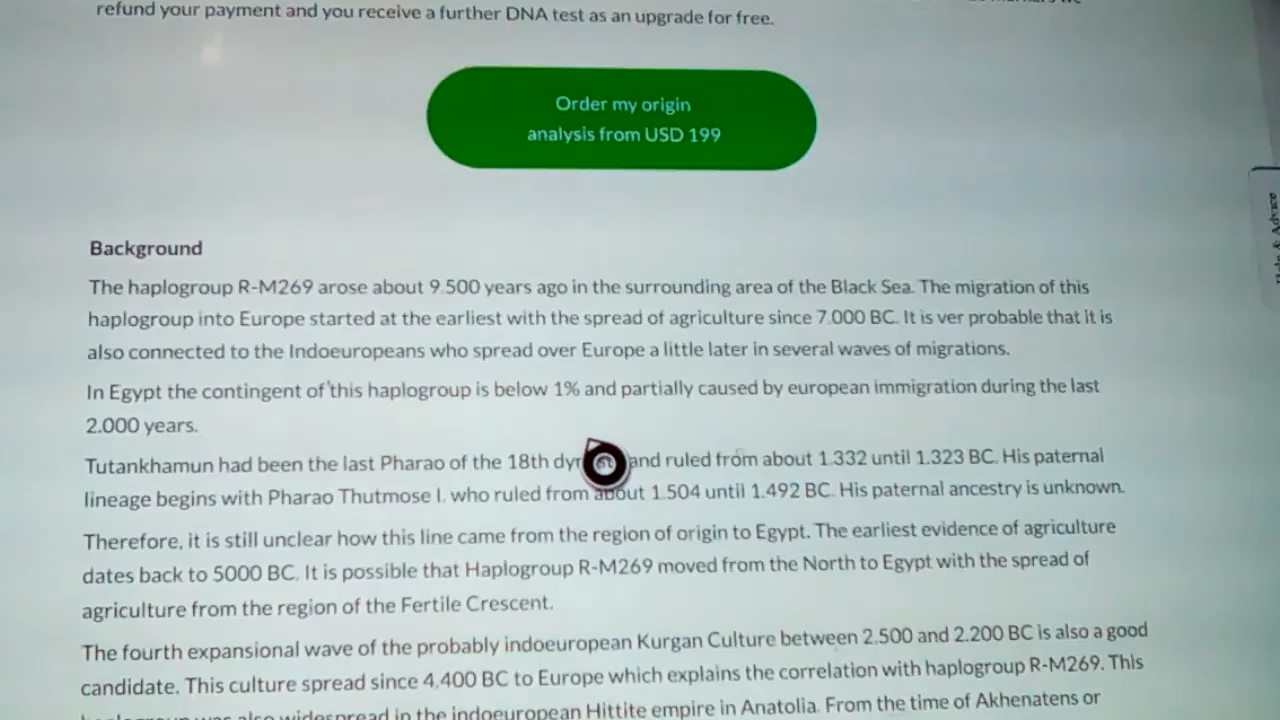 refund your payment and you receive a further DNA test as an upgrade for free.
Order my origin
analysis from USD 199
Background
The haplogroup R-M269 arose about 9.500 years ago in the surrounding area of the Black Sea. The migration of this
haplogroup into Europe started at the earliest with the spread of agriculture since 7.000 BC. It is ver probable that it is
also connected to the Indoeuropeans who spread over Europe a little later in several waves of migrations.
In Egypt the contingent of this haplogroup is below 1% and partially caused by european immigration during the last
2.000 years.
Tutankhamun had been the last Pharao of the 18th and ruled from about 1.332 until 1.323 BC. His paternal
lineage begins with Pharao Thutmose I. who ruled from about 1.504 until 1.492 BC. His paternal ancestry is unknown.
Therefore, it is still unclear how this line came from the region of origin to Egypt. The earliest evidence of agriculture
dates back to 5000 BC. It is possible that Haplogroup R-M269 moved from the North to Egypt with the spread of
agriculture from the region of the Fertile Crescent.
The fourth expansional wave of the probably indoeuropean Kurgan Culture between 2.500 and 2.200 BC is also a good
candidate. This culture spread since 4.400 BC to Europe which explains the correlation with haplogroup R-M269. This
also widespread in the indoeuropean Hittite empire in Anatolia. From the time of Akhenatens or